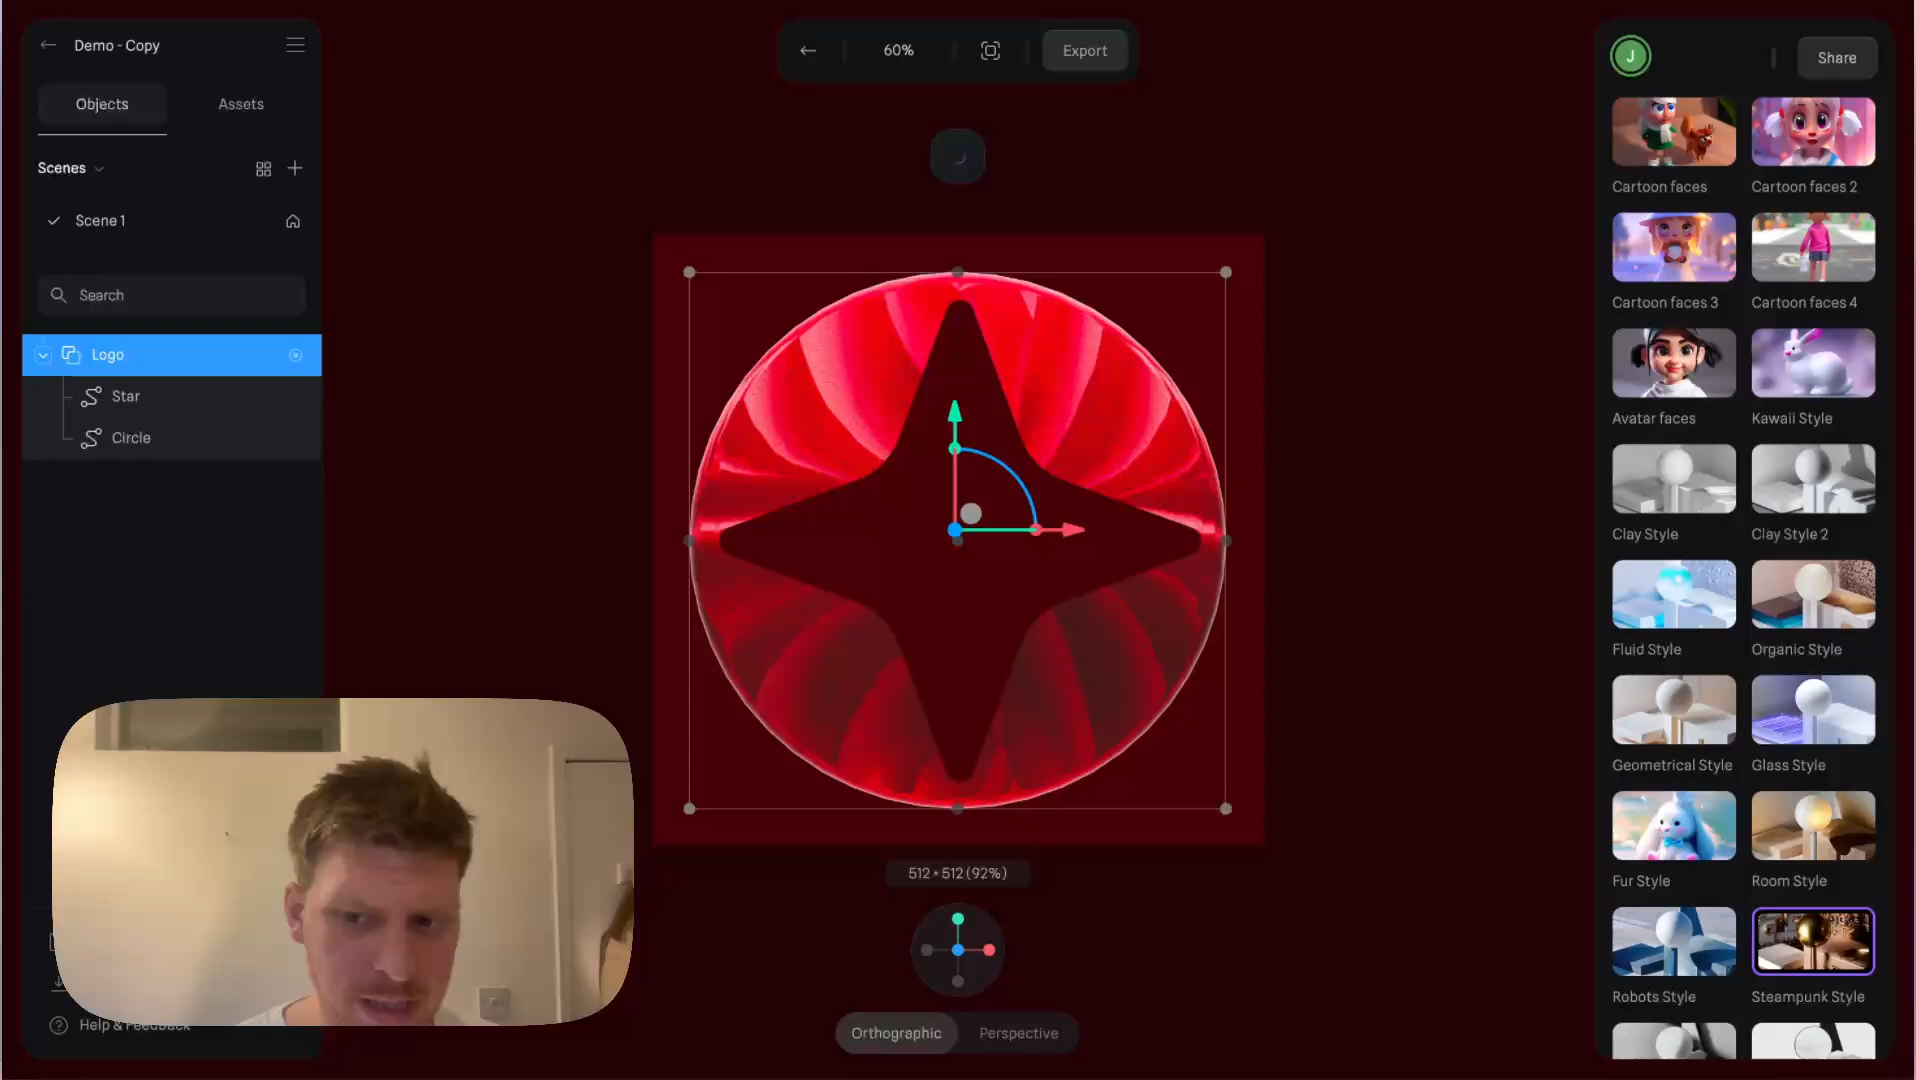 Demo - Copy
Objects
Assets
Scenes
Scene 1
Search
Logo
Star
Circle
Help & Feedback
60%
Export
512 × 512 (92%)
Orthographic
Perspective
J
Share
Cartoon faces
Cartoon faces 2
Cartoon faces 3
Cartoon faces 4
Avatar faces
Kawaii Style
Clay Style
Clay Style 2
Fluid Style
Organic Style
Geometrical Style
Glass Style
Fur Style
Room Style
Robots Style
Steampunk Style